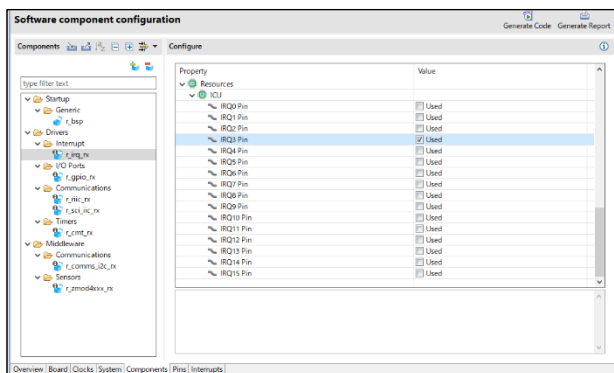 Software component configuration
Generate Code Generate Report
Components
Configure
type filter text
Startup
Generic
r_bsp
Drivers
Interrupt
r_irq_rx
I/O Ports
r_gpio_rx
Communications
r_riic_rx
r_sci_iic_rx
Timers
r_cmt_rx
Middleware
Communications
r_comms_i2c_rx
Sensors
r_zmod4xxx_rx
Property Value
Resources
ICU
IRQ0 Pin Used
IRQ1 Pin Used
IRQ2 Pin Used
IRQ3 Pin Used
IRQ4 Pin Used
IRQ5 Pin Used
IRQ6 Pin Used
IRQ7 Pin Used
IRQ8 Pin Used
IRQ9 Pin Used
IRQ10 Pin Used
IRQ11 Pin Used
IRQ12 Pin Used
IRQ13 Pin Used
IRQ14 Pin Used
IRQ15 Pin Used
Overview Board Clocks System Components Pins Interrupts